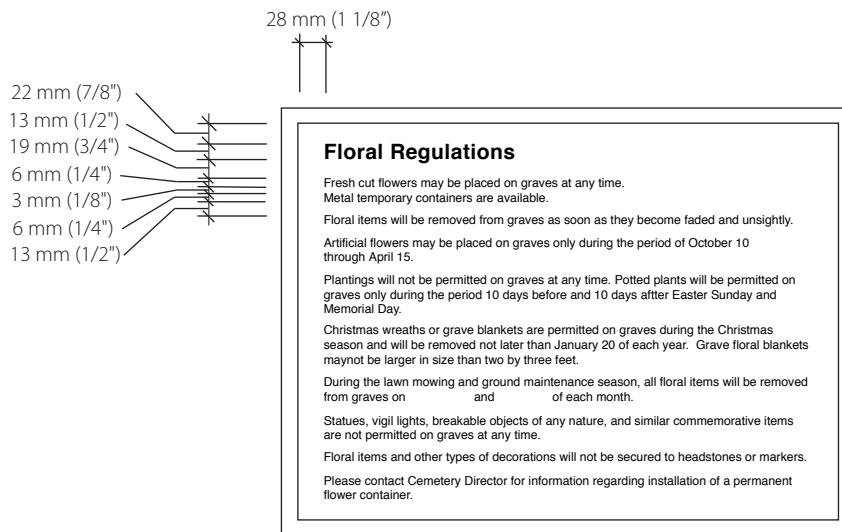 28 mm (1 1/8")
22 mm (7/8")
13 mm (1/2")
19 mm (3/4")
6 mm (1/4")
3 mm (1/8")
6 mm (1/4")
13 mm (1/2")
Floral Regulations
Fresh cut flowers may be placed on graves at any time.
Metal temporary containers are available.
Floral items will be removed from graves as soon as they become faded and unsightly.
Artificial flowers may be placed on graves only during the period of October 10
through April 15.
Plantings will not be permitted on graves at any time. Potted plants will be permitted on
graves only during the period 10 days before and 10 days aftter Easter Sunday and
Memorial Day.
Christmas wreaths or grave blankets are permitted on graves during the Christmas
season and will be removed not later than January 20 of each year. Grave floral blankets
maynot be larger in size than two by three feet.
During the lawn mowing and ground maintenance season, all floral items will be removed
from graves on and of each month.
Statues, vigil lights, breakable objects of any nature, and similar commemorative items
are not permitted on graves at any time.
Floral items and other types of decorations will not be secured to headstones or markers.
Please contact Cemetery Director for information regarding installation of a permanent
flower container.